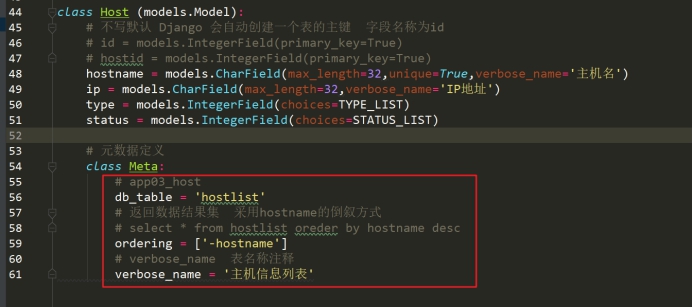 44 class Host (models.Model):
45 # 不写默认 Django 会自动创建一个表的主键 字段名称为id
46 # id = models.IntegerField(primary_key=True)
47 # hostid = models.IntegerField(primary_key=True)
48 hostname = models.CharField(max_length=32,unique=True,verbose_name='主机名')
49 ip = models.CharField(max_length=32,verbose_name='IP地址')
50 type = models.IntegerField(choices=TYPE_LIST)
51 status = models.IntegerField(choices=STATUS_LIST)
52
53 # 元数据定义
54 class Meta:
55 # app03_host
56 db_table = 'hostlist'
57 # 返回数据结果集 采用hostname的倒叙方式
58 # select * from hostlist oreder by hostname desc
59 ordering = ['-hostname']
60 # verbose_name 表名称注释
61 verbose_name = '主机信息列表'